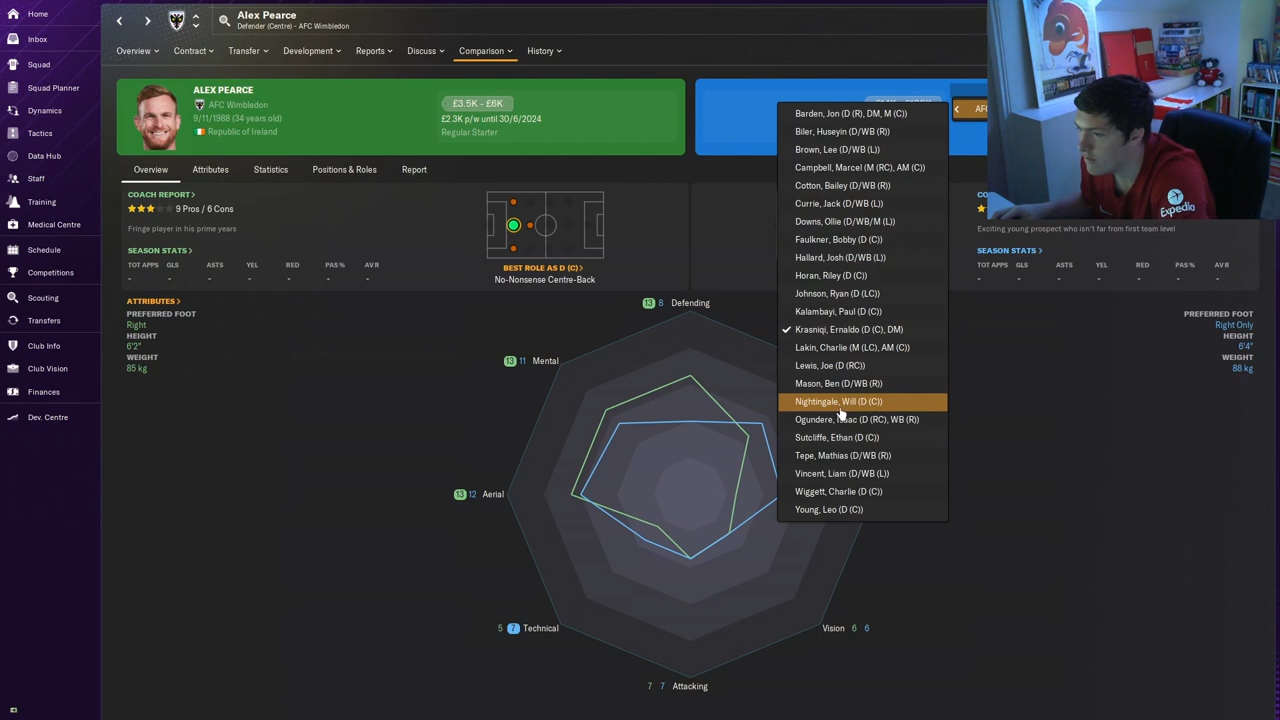 Home
Inbox
Squad
Squad Planner
Dynamics
Tactics
Data Hub
Staff
Training
Medical Centre
Schedule
Competitions
Scouting
Transfers
Club Info
Club Vision
Finances
Dev. Centre
Alex Pearce
Defender (Centre) - AFC Wimbledon
Overview Contract Transfer Development Reports Discuss Comparison History
ALEX PEARCE
AFC Wimbledon
9/11/1988 (34 years old)
Republic of Ireland
£3.5K - £6K
£2.3K p/w until 30/6/2024
Regular Starter
Overview Attributes Statistics Positions & Roles Report
COACH REPORT >
9 Pros / 6 Cons
Fringe player in his prime years
SEASON STATS >
TOT APPS GLS ASTS YEL RED PAS % AVR
- - - - - - -
BEST ROLE AS D (C) >
No-Nonsense Centre-Back
ATTRIBUTES >
PREFERRED FOOT
Right
HEIGHT
6'2"
WEIGHT
85 kg
13 8 Defending
13 11 Mental
13 12 Aerial
5 7 Technical
7 7 Attacking
Vision 6 6
Barden, Jon (D (R), DM, M (C))
Biler, Huseyin (D/WB (R))
Brown, Lee (D/WB (L))
Campbell, Marcel (M (RC), AM (C))
Cotton, Bailey (D/WB (R))
Currie, Jack (D/WB (L))
Downs, Ollie (D/WB/M (L))
Faulkner, Bobby (D (C))
Hallard, Josh (D/WB (L))
Horan, Riley (D (C))
Johnson, Ryan (D (LC))
Kalambayi, Paul (D (C))
Krasniqi, Ernaldo (D (C), DM)
Lakin, Charlie (M (LC), AM (C))
Lewis, Joe (D (RC))
Mason, Ben (D/WB (R))
Nightingale, Will (D (C))
Ogundere, (D (RC), WB (R))
Sutcliffe, Ethan (D (C))
Tepe, Mathias (D/WB (R))
Vincent, Liam (D/WB (L))
Wiggett, Charlie (D (C))
Young, Leo (D (C))
COACH REPORT >
Exciting young prospect who isn't far from first team level
SEASON STATS >
TOT APPS GLS ASTS YEL RED PAS % AVR
- - - - - - -
PREFERRED FOOT
Right Only
HEIGHT
6'4"
WEIGHT
88 kg
Expedia